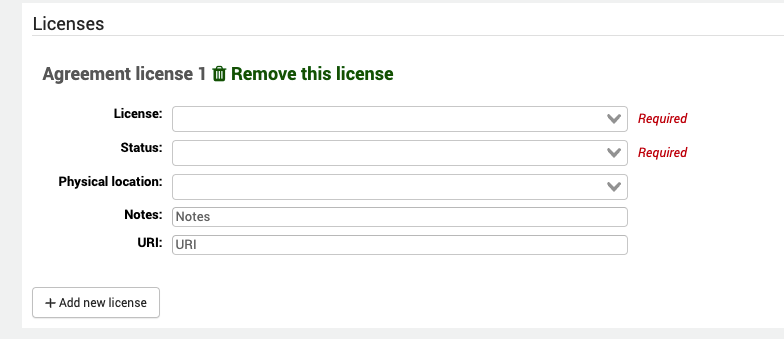 Licenses
Agreement license 1 Remove this license
License: Required
Status: Required
Physical location:
Notes: Notes
URI: URI
+ Add new license